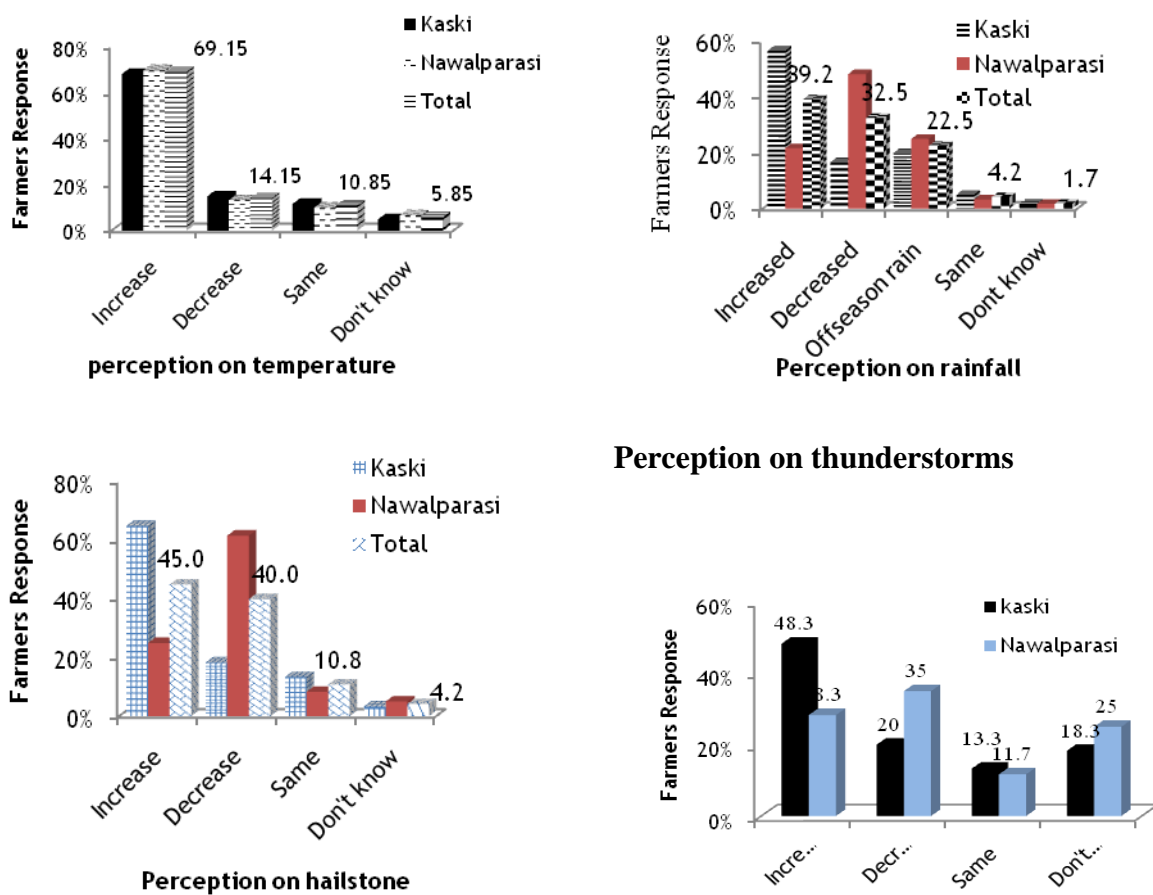 Kaski
Nawalparasi
Total
80%
60%
40%
20%
0%
Farmers Response
69.15
14.15
10.85
5.85
Increase
Decrease
Same
Don't know
perception on temperature
Kaski
Nawalparasi
Total
60%
40%
20%
0%
Farmers Response
39.2
32.5
22.5
4.2
1.7
Increased
Decreased
Offseason rain
Same
Dont know
Perception on rainfall
Kaski
Nawalparasi
Total
80%
60%
40%
20%
0%
Farmers Response
45.0
40.0
10.8
4.2
Increase
Decrease
Same
Don't know
Perception on hailstone
Perception on thunderstorms
kaski
Nawalparasi
60%
40%
20%
0%
Farmers Response
48.3
8.3
20
35
13.3
11.7
18.3
25
Incre...
Decr...
Same
Don't...